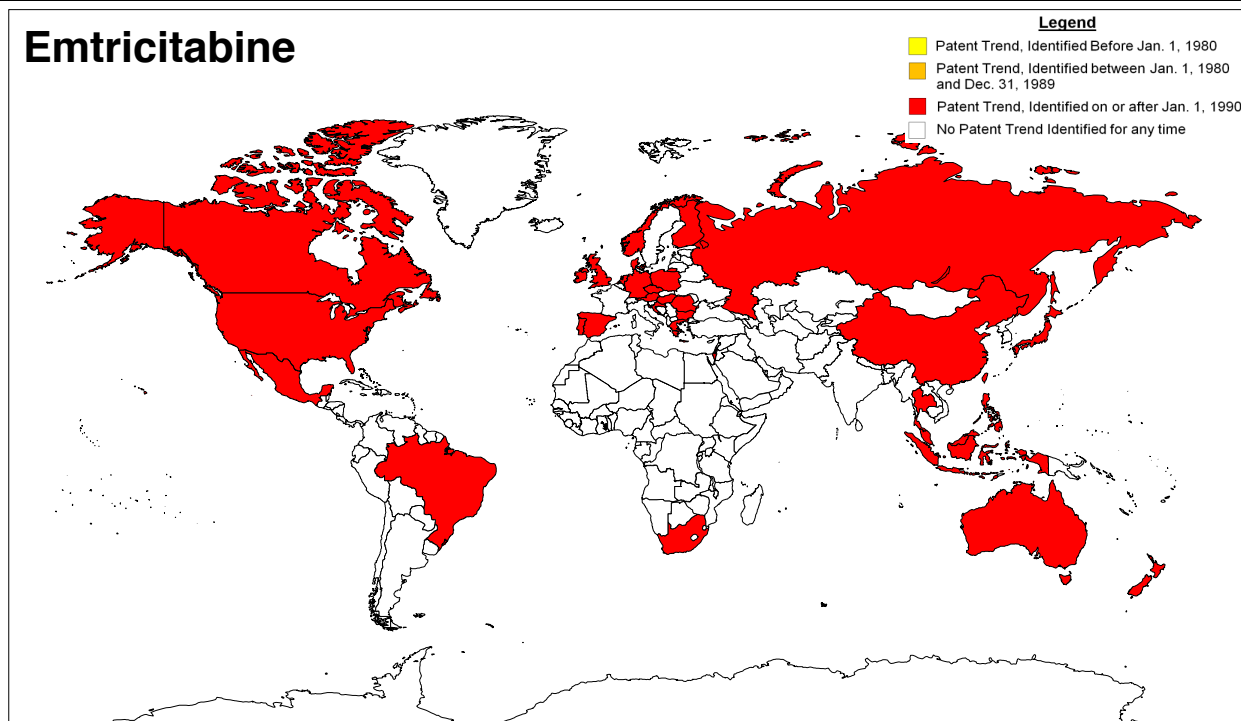 Emtricitabine
Legend
Patent Trend, Identified Before Jan. 1, 1980
Patent Trend, Identified between Jan. 1, 1980
and Dec. 31, 1989
Patent Trend, Identified on or after Jan. 1, 1990
No Patent Trend Identified for any time